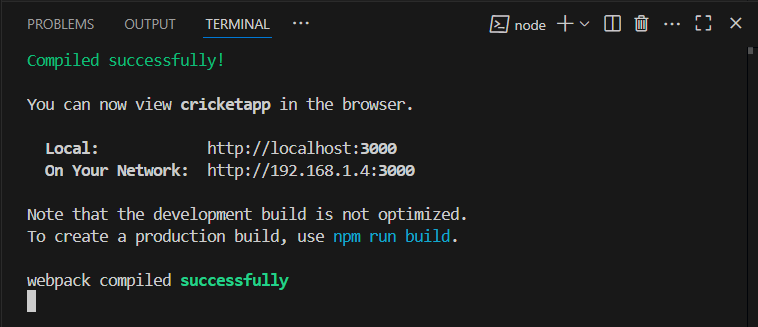 PROBLEMS OUTPUT TERMINAL ··· node
Compiled successfully!
You can now view cricketapp in the browser.
Local: http://localhost:3000
On Your Network: http://192.168.1.4:3000
Note that the development build is not optimized.
To create a production build, use npm run build.
webpack compiled successfully